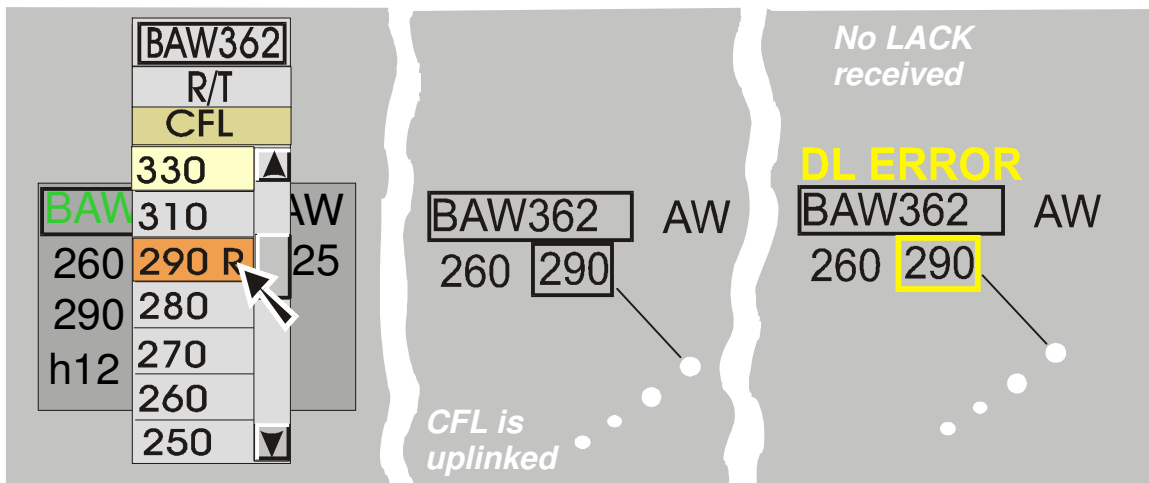 BAW362
R/T
CFL
330
310
290 R
280
270
260
250
BAW
AW
260
25
290
h12
BAW362 AW
260 290
CFL is
uplinked
No LACK
received
DL ERROR
BAW362 AW
260 290